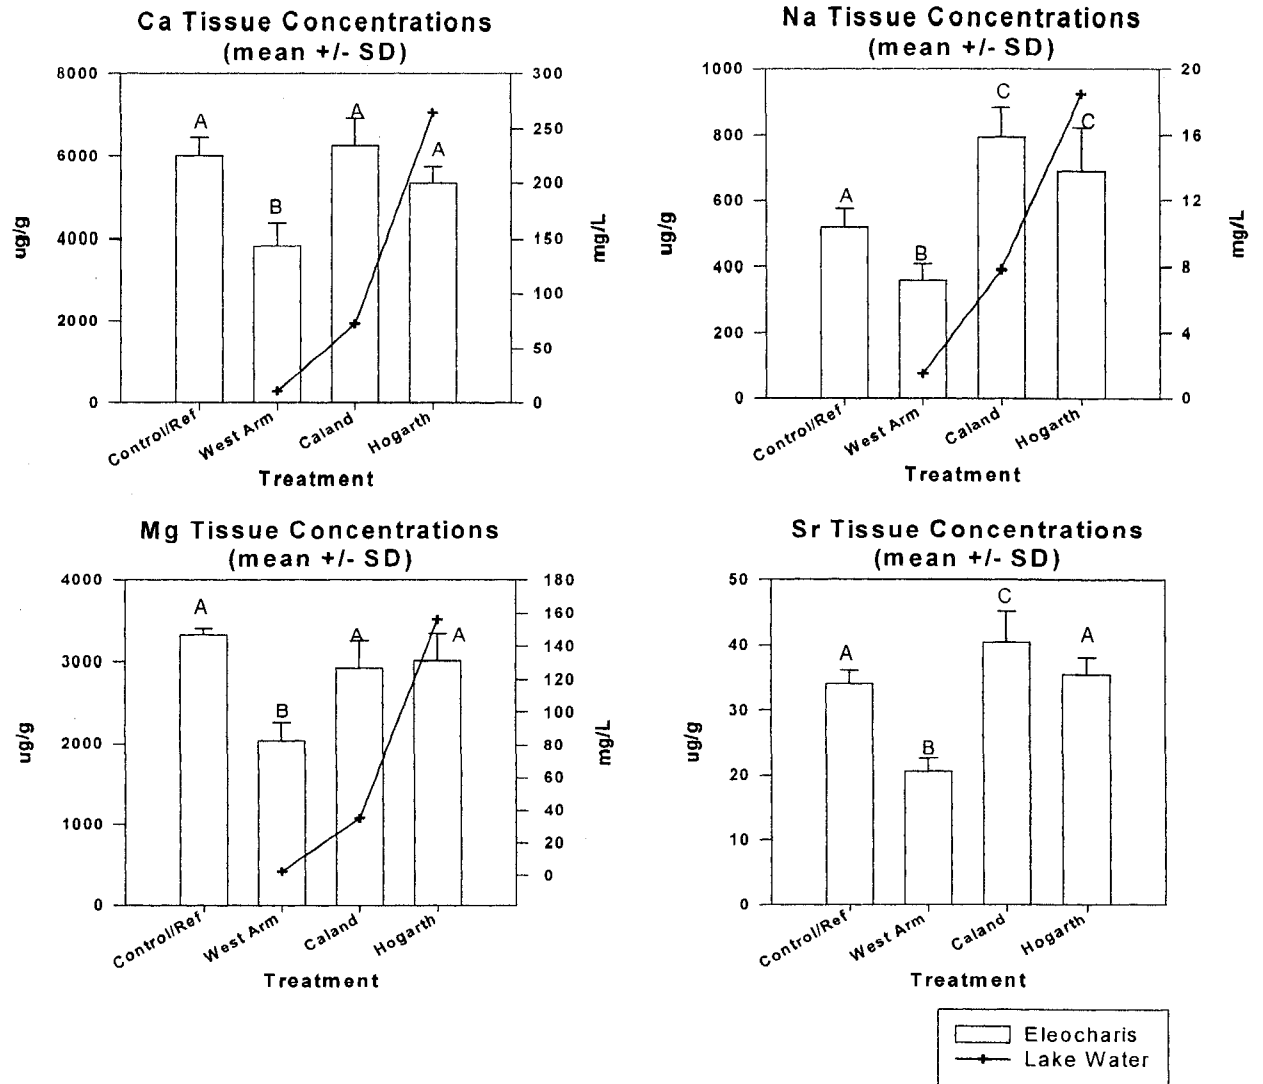 Ca Tissue Concentrations
(mean +/- SD)
8000
6000
4000
2000
0
ug/g
300
250
200
150
100
50
0
mg/L
A
B
A
A
Control/Ref
West Arm
Caland
Hogarth
Treatment
Na Tissue Concentrations
(mean +/- SD)
1000
800
600
400
200
0
ug/g
20
16
12
8
4
0
mg/L
A
B
C
C
Control/Ref
West Arm
Caland
Hogarth
Treatment
Mg Tissue Concentrations
(mean +/- SD)
4000
3000
2000
1000
0
ug/g
180
160
140
120
100
80
60
40
20
0
mg/L
A
B
A
A
Control/Ref
West Arm
Caland
Hogarth
Treatment
Sr Tissue Concentrations
(mean +/- SD)
50
40
30
20
10
0
ug/g
A
B
C
A
Control/Ref
West Arm
Caland
Hogarth
Treatment
Eleocharis
Lake Water